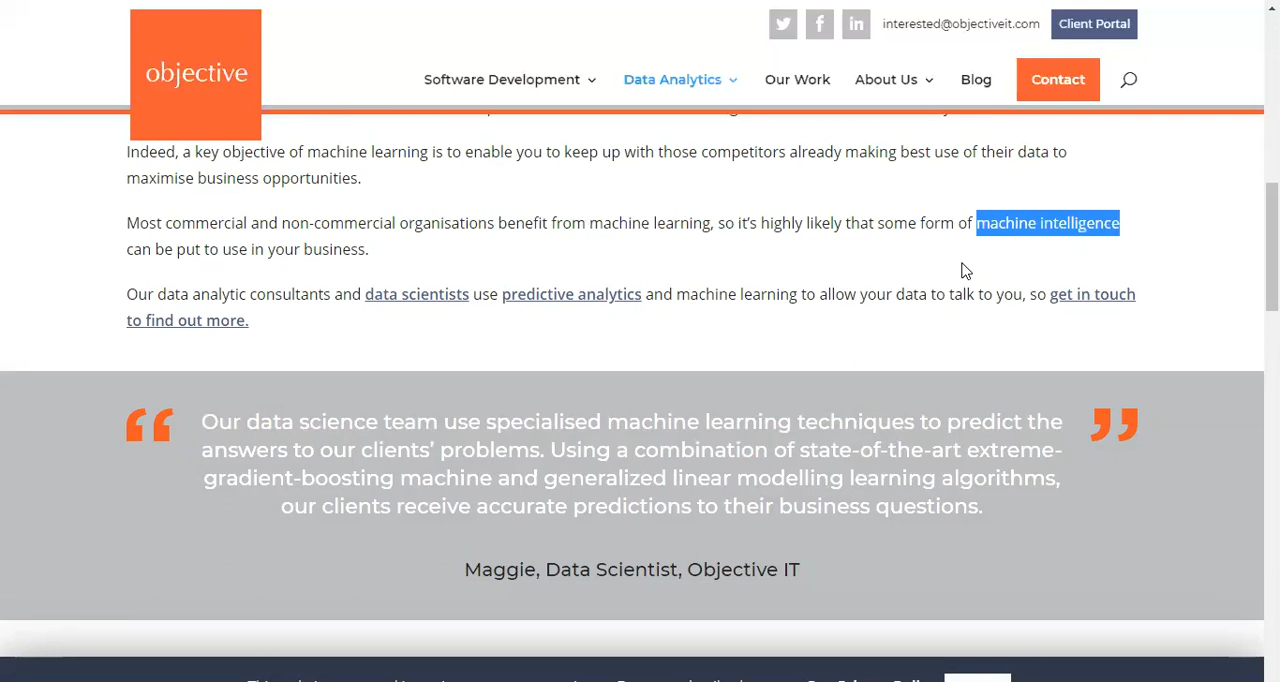 interested@objectiveit.com Client Portal
objective
Software Development Data Analytics Our Work About Us Blog Contact
Indeed, a key objective of machine learning is to enable you to keep up with those competitors already making best use of their data to
maximise business opportunities.
Most commercial and non-commercial organisations benefit from machine learning, so it’s highly likely that some form of machine intelligence
can be put to use in your business.
Our data analytic consultants and data scientists use predictive analytics and machine learning to allow your data to talk to you, so get in touch
to find out more.
“ Our data science team use specialised machine learning techniques to predict the ”
answers to our clients’ problems. Using a combination of state-of-the-art extreme-
gradient-boosting machine and generalized linear modelling learning algorithms,
our clients receive accurate predictions to their business questions.
Maggie, Data Scientist, Objective IT